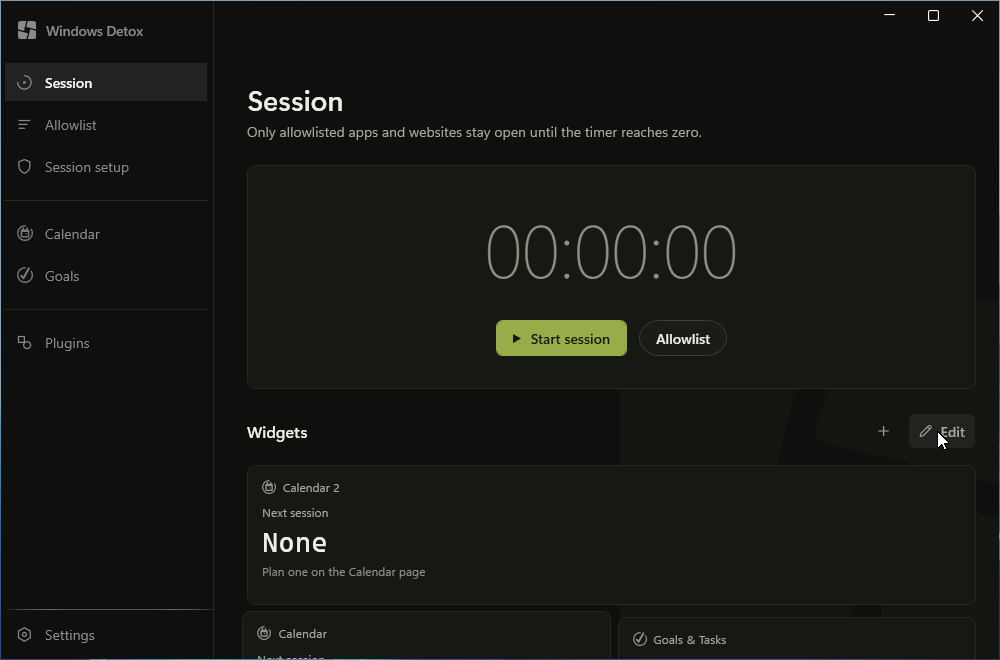 Windows Detox
Session
Allowlist
Session setup
Calendar
Goals
Plugins
Settings
Session
Only allowlisted apps and websites stay open until the timer reaches zero.
00:00:00
Start session
Allowlist
Widgets
+
Edit
Calendar 2
Next session
None
Plan one on the Calendar page
Calendar
Next session
Goals & Tasks